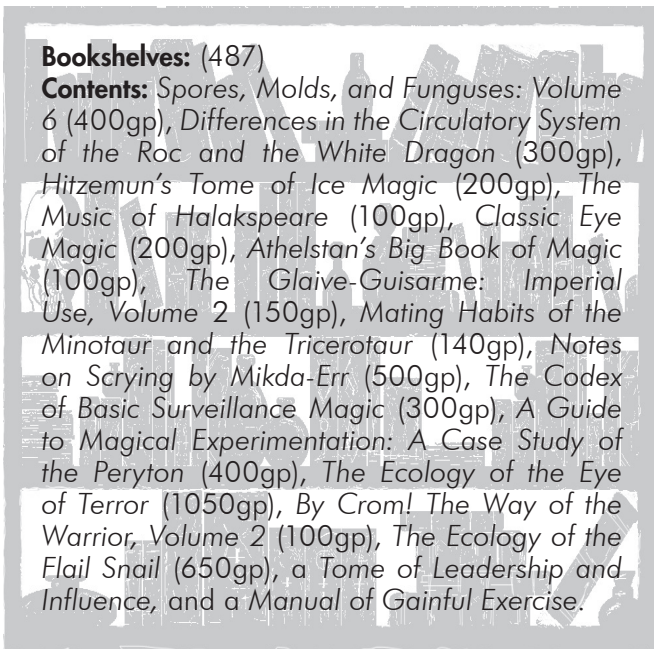 Bookshelves: (487)
Contents: Spores, Molds, and Funguses: Volume
6 (400gp), Differences in the Circulatory System
of the Roc and the White Dragon (300gp),
Hitzemun's Tome of Ice Magic (200gp), The
Music of Halakspeare (100gp), Classic Eye
Magic (200gp), Athelstan's Big Book of Magic
(100gp), The Glaive-Guisarme: Imperial
Use, Volume 2 (150gp), Mating Habits of the
Minotaur and the Tricerotaur (140gp), Notes
on Scrying by Mikda-Err (500gp), The Codex
of Basic Surveillance Magic (300gp), A Guide
to Magical Experimentation: A Case Study of
the Peryton (400gp), The Ecology of the Eye
of Terror (1050gp), By Crom! The Way of the
Warrior, Volume 2 (100gp), The Ecology of the
Flail Snail (650gp), a Tome of Leadership and
Influence, and a Manual of Gainful Exercise.